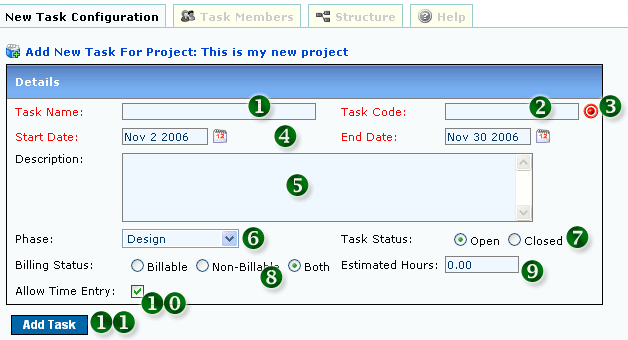 New Task Configuration Task Members Structure Help
Add New Task For Project: This is my new project
Details
Task Name: 1 Task Code: 2 3
Start Date: Nov 2 2006 12 4 End Date: Nov 30 2006 12
Description: 5
Phase: Design 6 Task Status: Open Closed 7
Billing Status: Billable Non-Billable 8 Both Estimated Hours: 0.00 9
Allow Time Entry: 10
Add Task 11